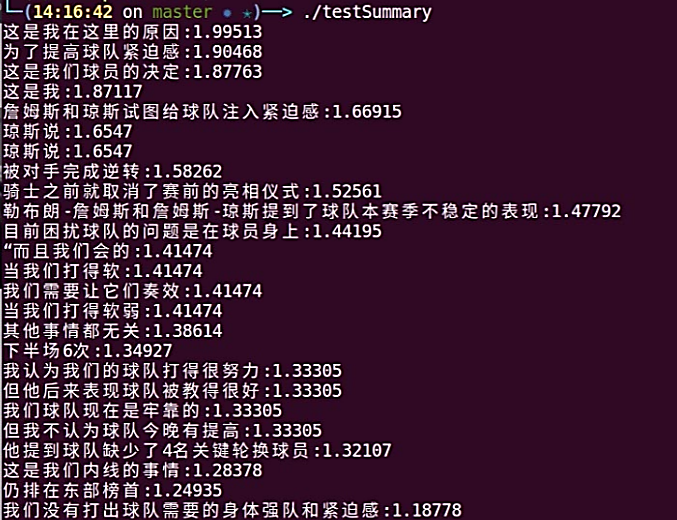 └─(14:16:42 on master ● ✭)──> ./testSummary
这是我在这里的原因:1.99513
为了提高球队紧迫感:1.90468
这是我们球员的决定:1.87763
这是我:1.87117
詹姆斯和琼斯试图给球队注入紧迫感:1.66915
琼斯说:1.6547
琼斯说:1.6547
被对手完成逆转:1.58262
骑士之前就取消了赛前的亮相仪式:1.52561
勒布朗-詹姆斯和詹姆斯-琼斯提到了球队本赛季不稳定的表现:1.47792
目前困扰球队的问题是在球员身上:1.44195
“而且我们会的:1.41474
当我们打得软:1.41474
我们需要让它们奏效:1.41474
当我们打得软弱:1.41474
其他事情都无关:1.38614
下半场6次:1.34927
我认为我们的球队打得很努力:1.33305
但他后来表现球队被教得很好:1.33305
我们球队现在是牢靠的:1.33305
但我不认为球队今晚有提高:1.33305
他提到球队缺少了4名关键轮换球员:1.32107
这是我们内线的事情:1.28378
仍排在东部榜首:1.24935
我们没有打出球队需要的身体强队和紧迫感:1.18778